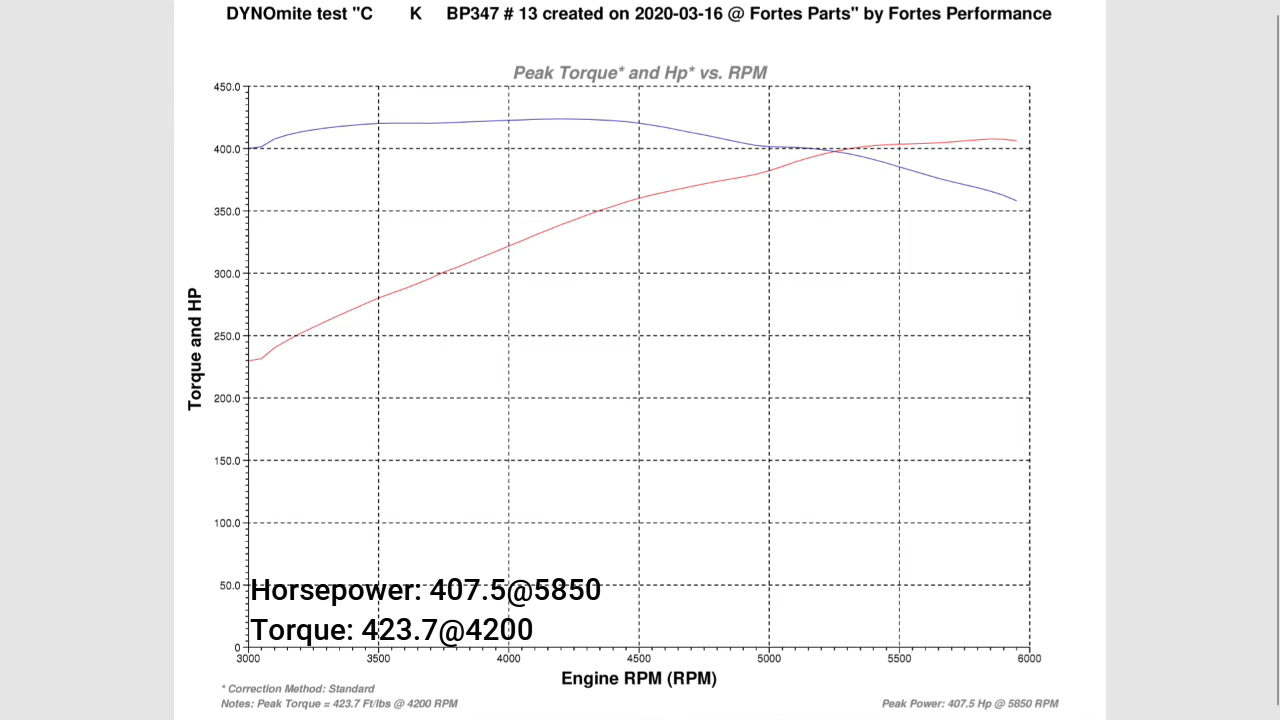 DYNOmite test "C K BP347 # 13 created on 2020-03-16 @ Fortes Parts" by Fortes Performance
Peak Torque* and Hp* vs. RPM
450.0
400.0
350.0
300.0
250.0
200.0
150.0
100.0
50.0
0
Torque and HP
Horsepower: 407.5@5850
Torque: 423.7@4200
3000 3500 4000 4500 5000 5500 6000
Engine RPM (RPM)
* Correction Method: Standard
Notes: Peak Torque = 423.7 Ft/lbs @ 4200 RPM
Peak Power: 407.5 Hp @ 5850 RPM